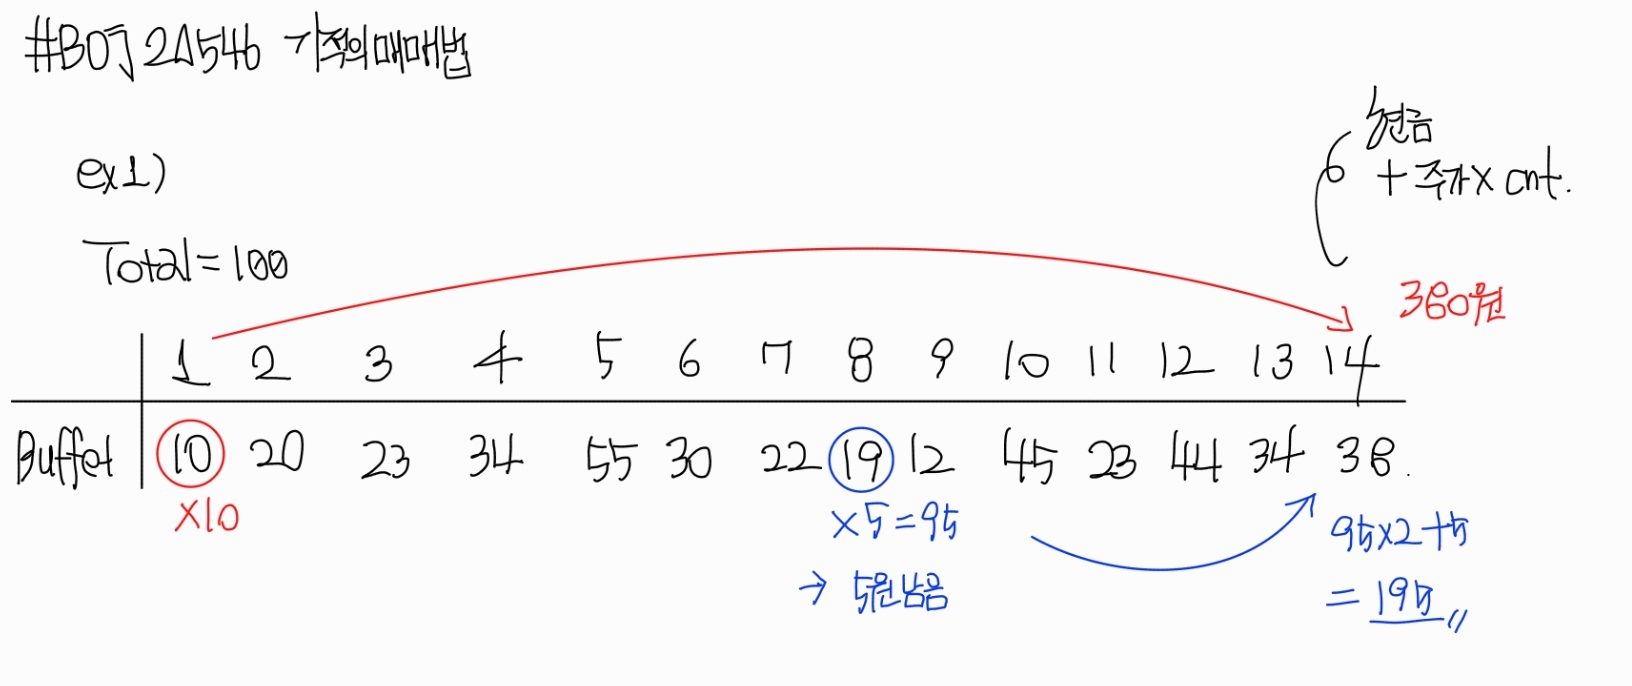 #BOJ 20546 기적의 매매법
현금
+ 주가 x cnt.
ex1)
Total = 100
380원
1 2 3 4 5 6 7 8 9 10 11 12 13 14
Buffet 10 20 23 34 55 30 22 19 12 45 23 44 34 38.
x10
x5 = 95
→ 5원 남음
95x2+5
= 195 〃